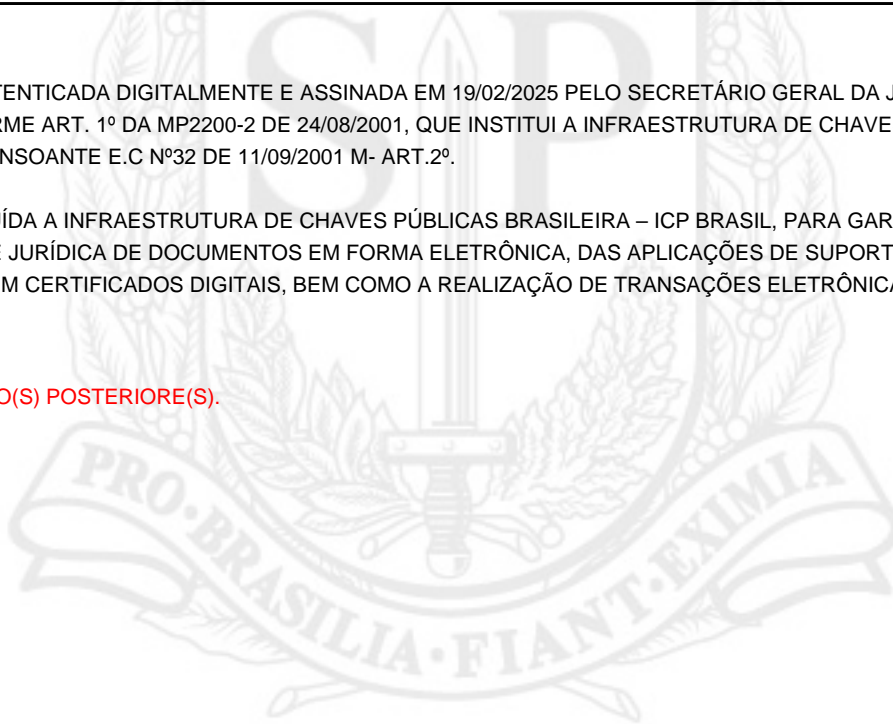 TENTICADA DIGITALMENTE E ASSINADA EM 19/02/2025 PELO SECRETÁRIO GERAL DA J
RME ART. 1º DA MP2200-2 DE 24/08/2001, QUE INSTITUI A INFRAESTRUTURA DE CHAVE
NSOANTE E.C Nº32 DE 11/09/2001 M- ART.2º.
UÍDA A INFRAESTRUTURA DE CHAVES PÚBLICAS BRASILEIRA – ICP BRASIL, PARA GAR
E JURÍDICA DE DOCUMENTOS EM FORMA ELETRÔNICA, DAS APLICAÇÕES DE SUPORT
M CERTIFICADOS DIGITAIS, BEM COMO A REALIZAÇÃO DE TRANSAÇÕES ELETRÔNICA
O(S) POSTERIORE(S).
SP
PRO·BRASILIA·FIANT·EXIMIA